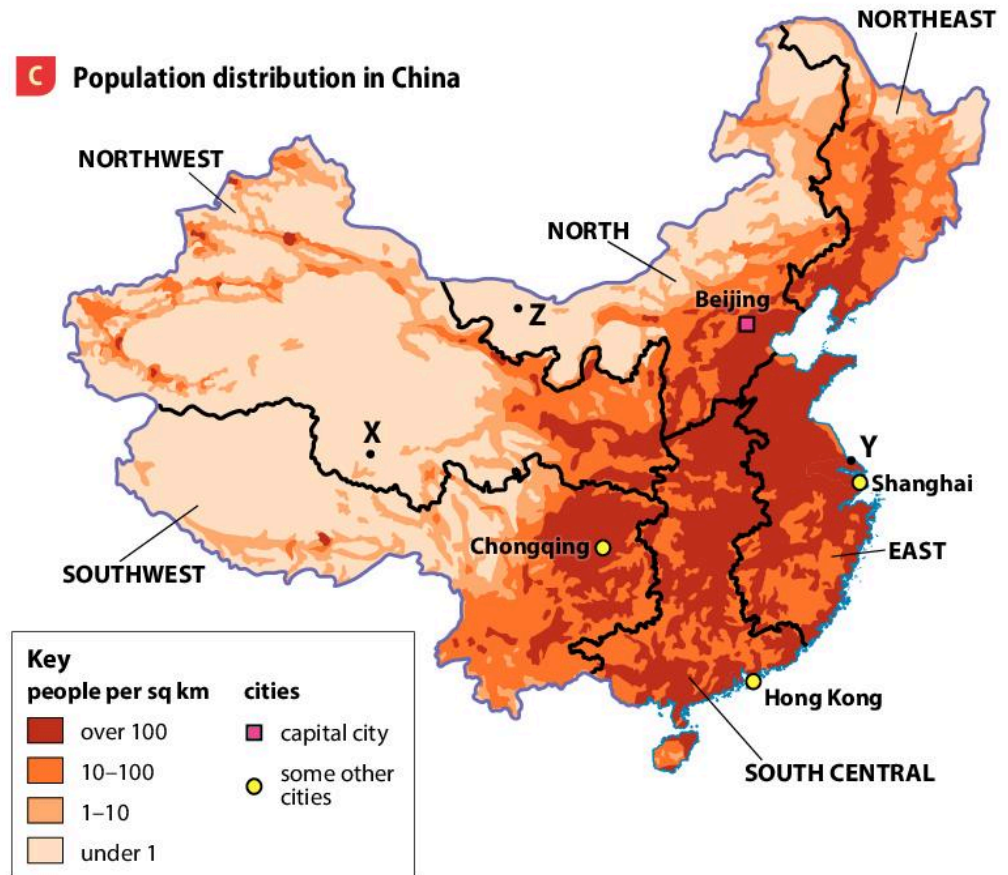 C Population distribution in China
NORTHEAST
NORTHWEST
NORTH
Beijing
Z
X
Y
Shanghai
Chongqing
EAST
SOUTHWEST
Hong Kong
SOUTH CENTRAL
Key
people per sq km
over 100
10–100
1–10
under 1
cities
capital city
some other
cities